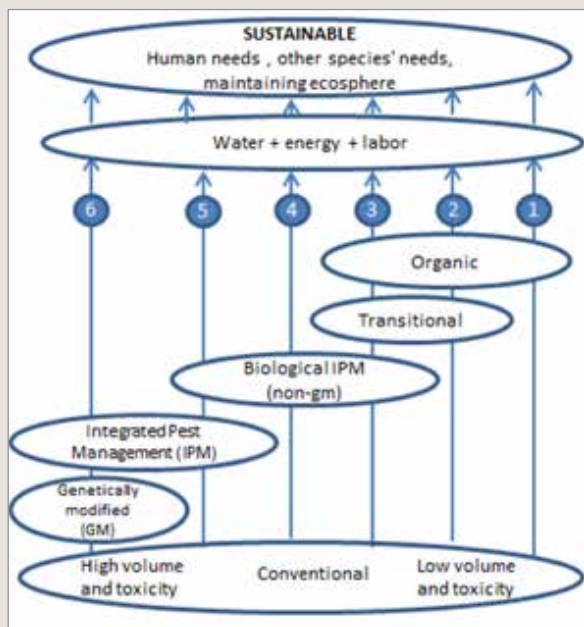 SUSTAINABLE
Human needs , other species' needs,
maintaining ecosphere
Water + energy + labor
6 5 4 3 2 1
Organic
Transitional
Biological IPM
(non-gm)
Integrated Pest
Management (IPM)
Genetically
modified
(GM)
High volume
and toxicity
Conventional
Low volume
and toxicity